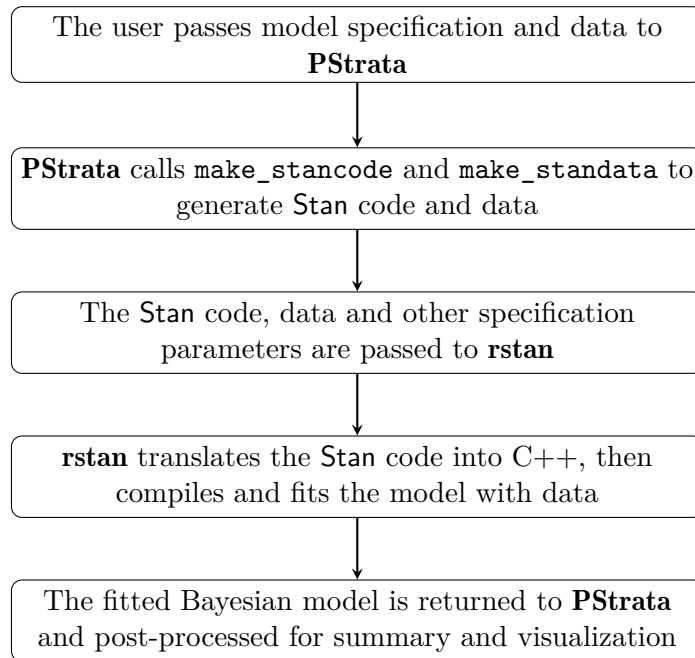 The user passes model specification and data to
PStrata
PStrata calls make_stancode and make_standata to
generate Stan code and data
The Stan code, data and other specification
parameters are passed to rstan
rstan translates the Stan code into C++, then
compiles and fits the model with data
The fitted Bayesian model is returned to PStrata
and post-processed for summary and visualization